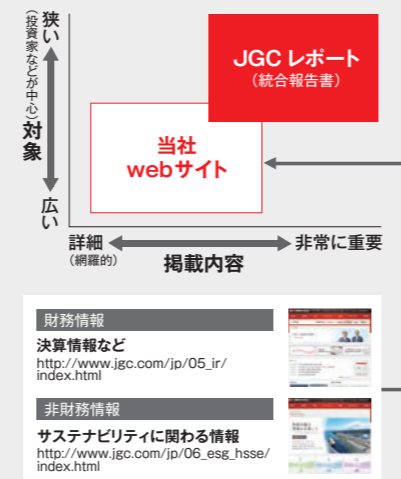 狭い
（投資家などが中心）
対象
広い
JGC レポート
（統合報告書）
当社
webサイト
詳細
（網羅的）
非常に重要
掲載内容
財務情報
決算情報など
http://www.jgc.com/jp/05_ir/
index.html
非財務情報
サステナビリティに関わる情報
http://www.jgc.com/jp/06_esg_hsse/
index.html